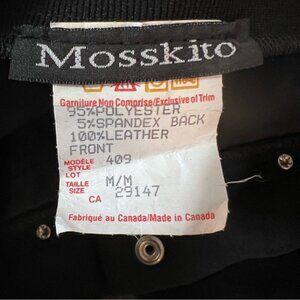 Mosskito
Garniture Non Comprise/Exclusive of Trim
95%POLYESTER
5%SPANDEX BACK
100%LEATHER
FRONT
MODÈLE
STYLE 409
LOT
TAILLE M/M
SIZE
CA 29147
Fabriqué au Canada/Made in Canada